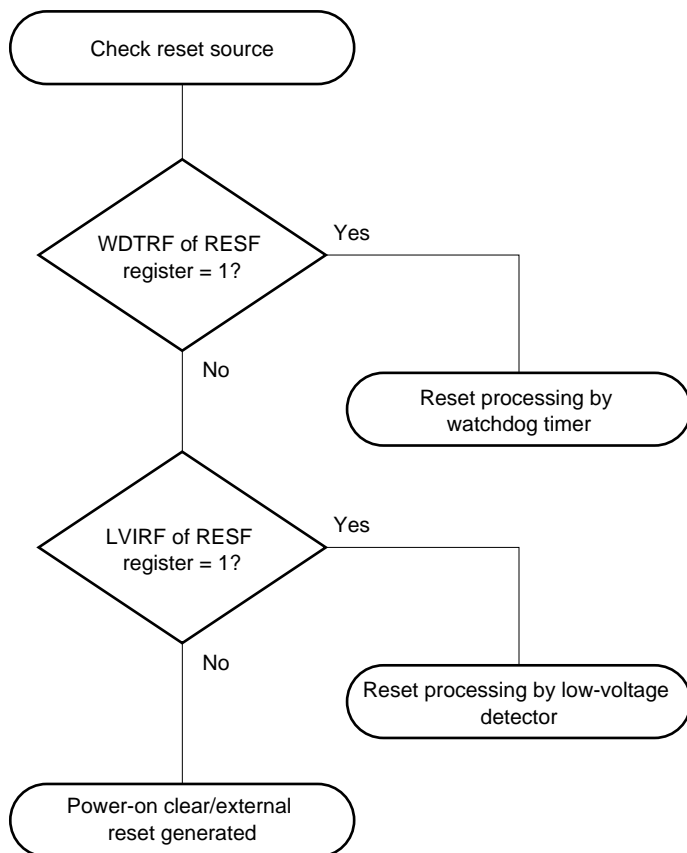 Check reset source
WDTRF of RESF
register = 1?
Yes
No
Reset processing by
watchdog timer
LVIRF of RESF
register = 1?
Yes
No
Reset processing by low-voltage
detector
Power-on clear/external
reset generated